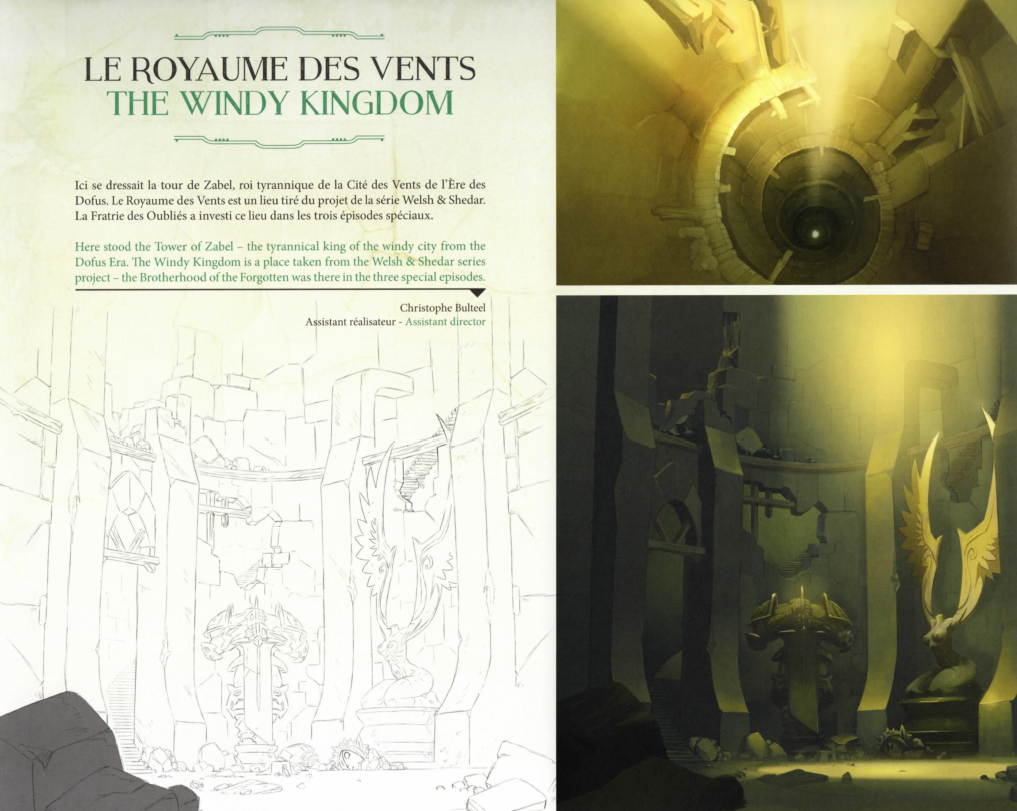 LE ROYAUME DES VENTS
THE WINDY KINGDOM
Ici se dressait la tour de Zabel, roi tyrannique de la Cité des Vents de l'Ère des
Dofus. Le Royaume des Vents est un lieu tiré du projet de la série Welsh & Shedar.
La Fratrie des Oubliés a investi ce lieu dans les trois épisodes spéciaux.
Here stood the Tower of Zabel – the tyrannical king of the windy city from the
Dofus Era. The Windy Kingdom is a place taken from the Welsh & Shedar series
project – the Brotherhood of the Forgotten was there in the three special episodes.
Christophe Bulteel
Assistant réalisateur - Assistant director